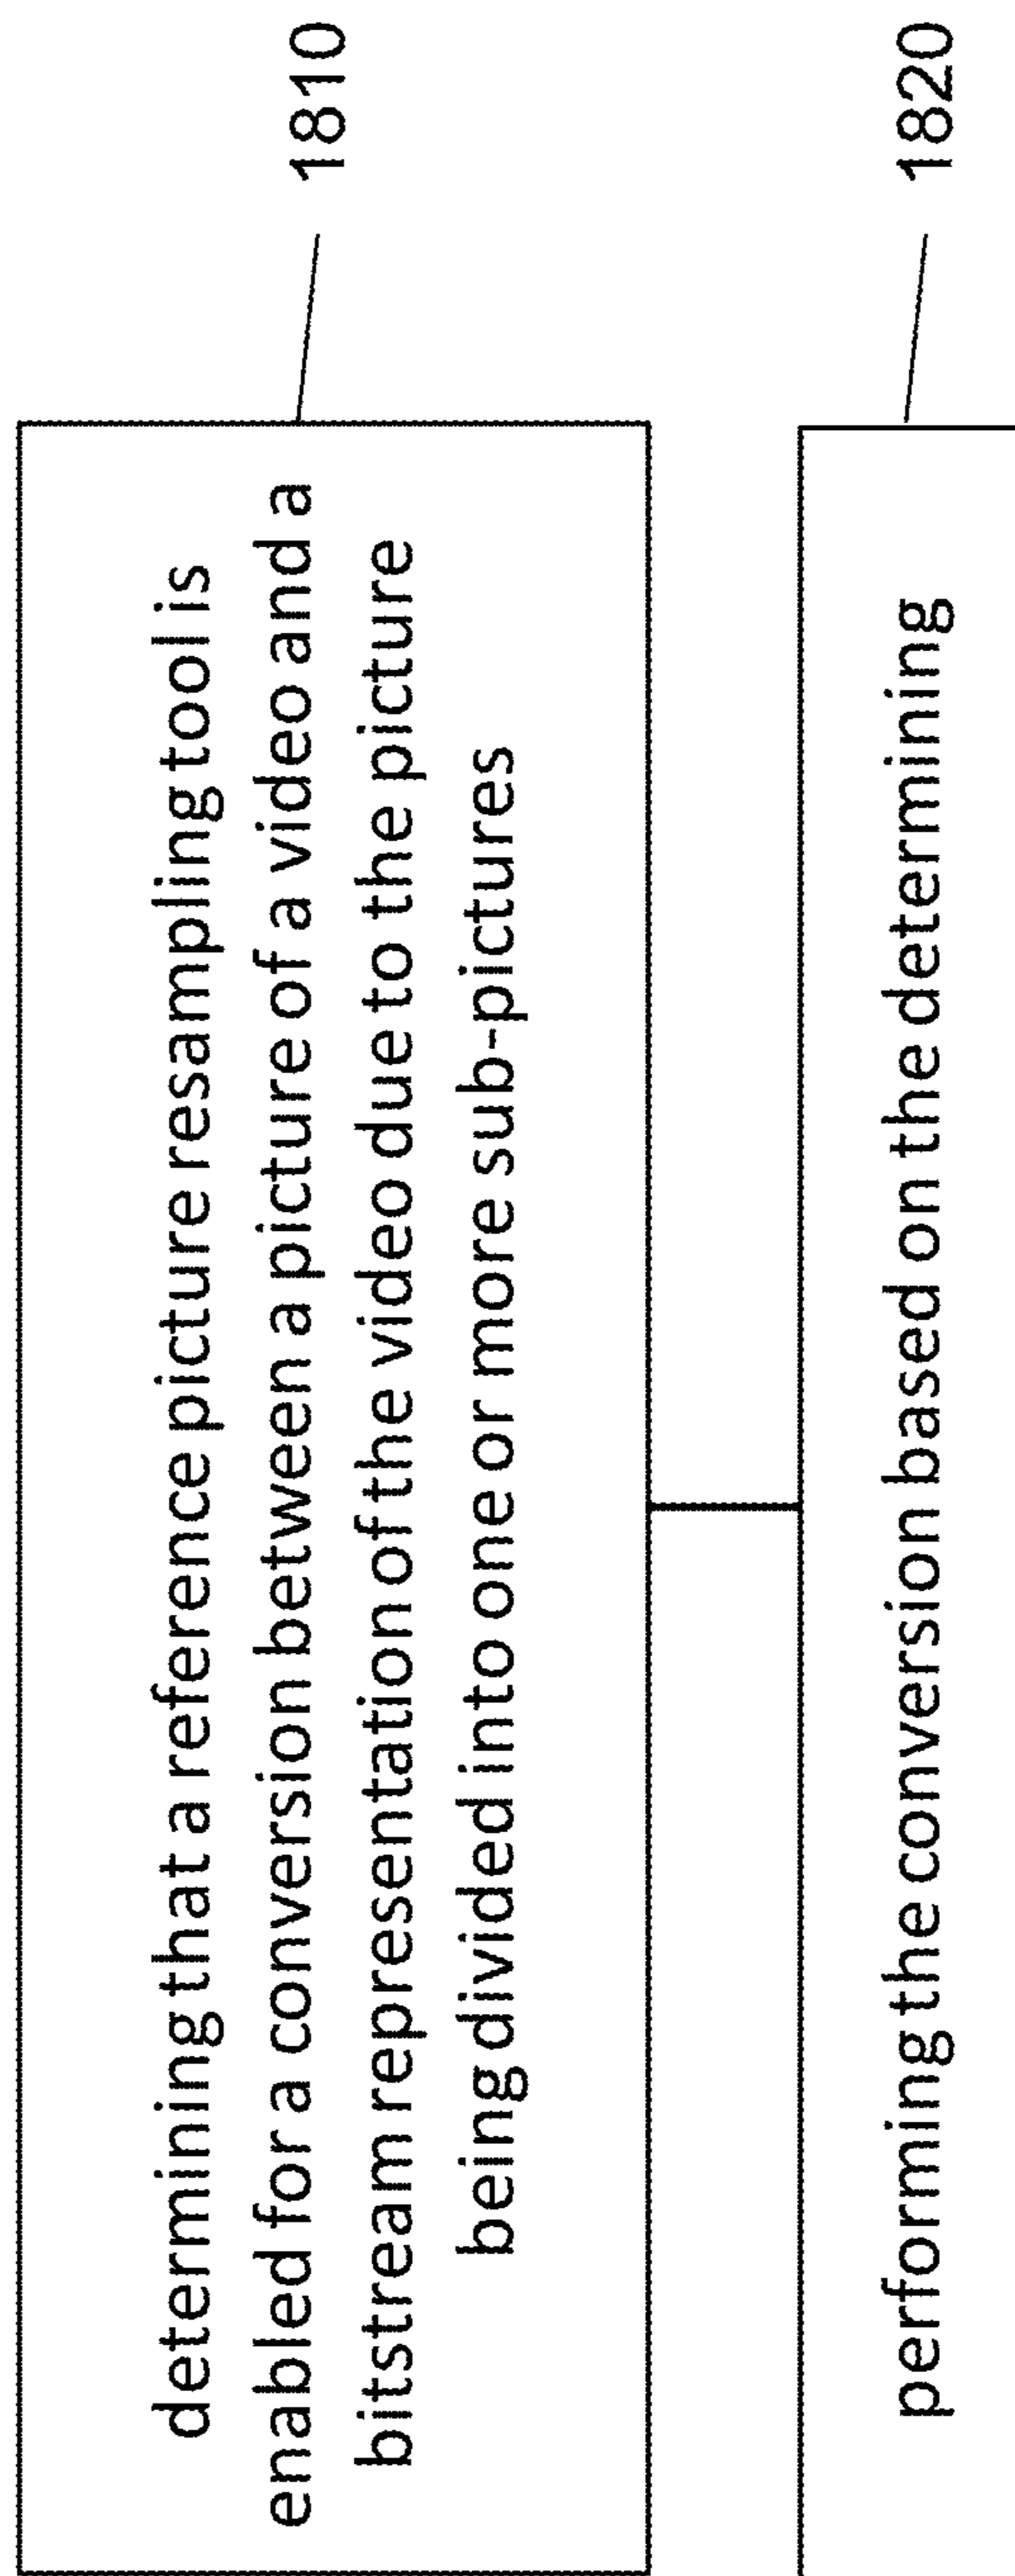 determining that a reference picture resampling tool is
enabled for a conversion between a picture of a video and a
bitstream representation of the video due to the picture
being divided into one or more sub-pictures
1810
performing the conversion based on the determining
1820